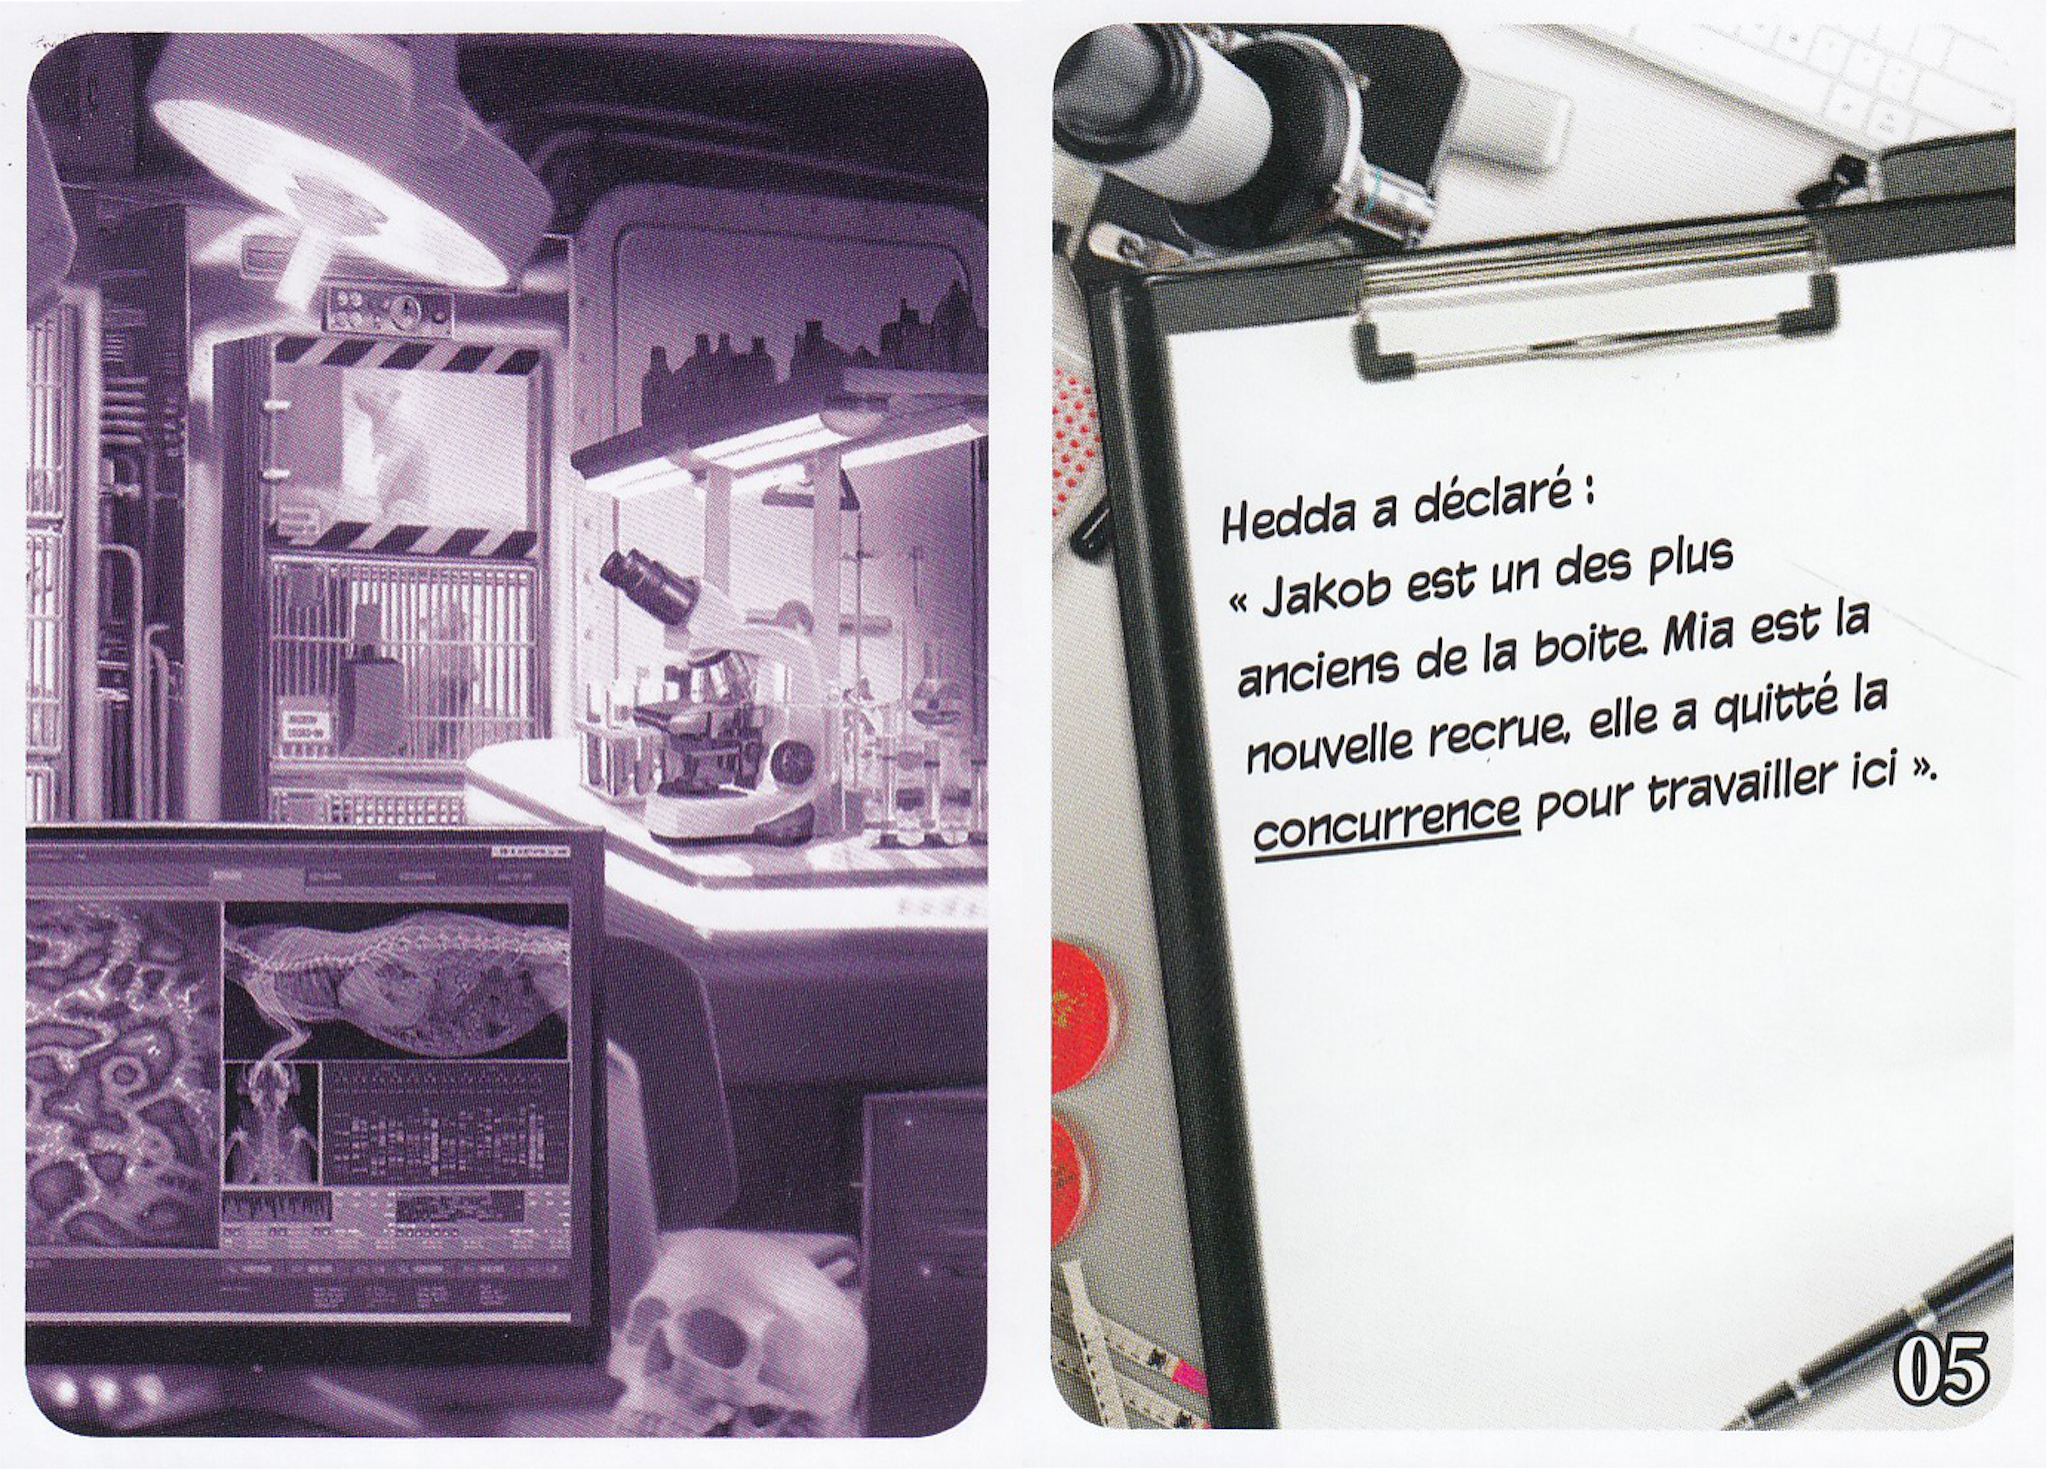 Hedda a déclaré :
« Jakob est un des plus
anciens de la boite. Mia est la
nouvelle recrue, elle a quitté la
concurrence pour travailler ici ».
05